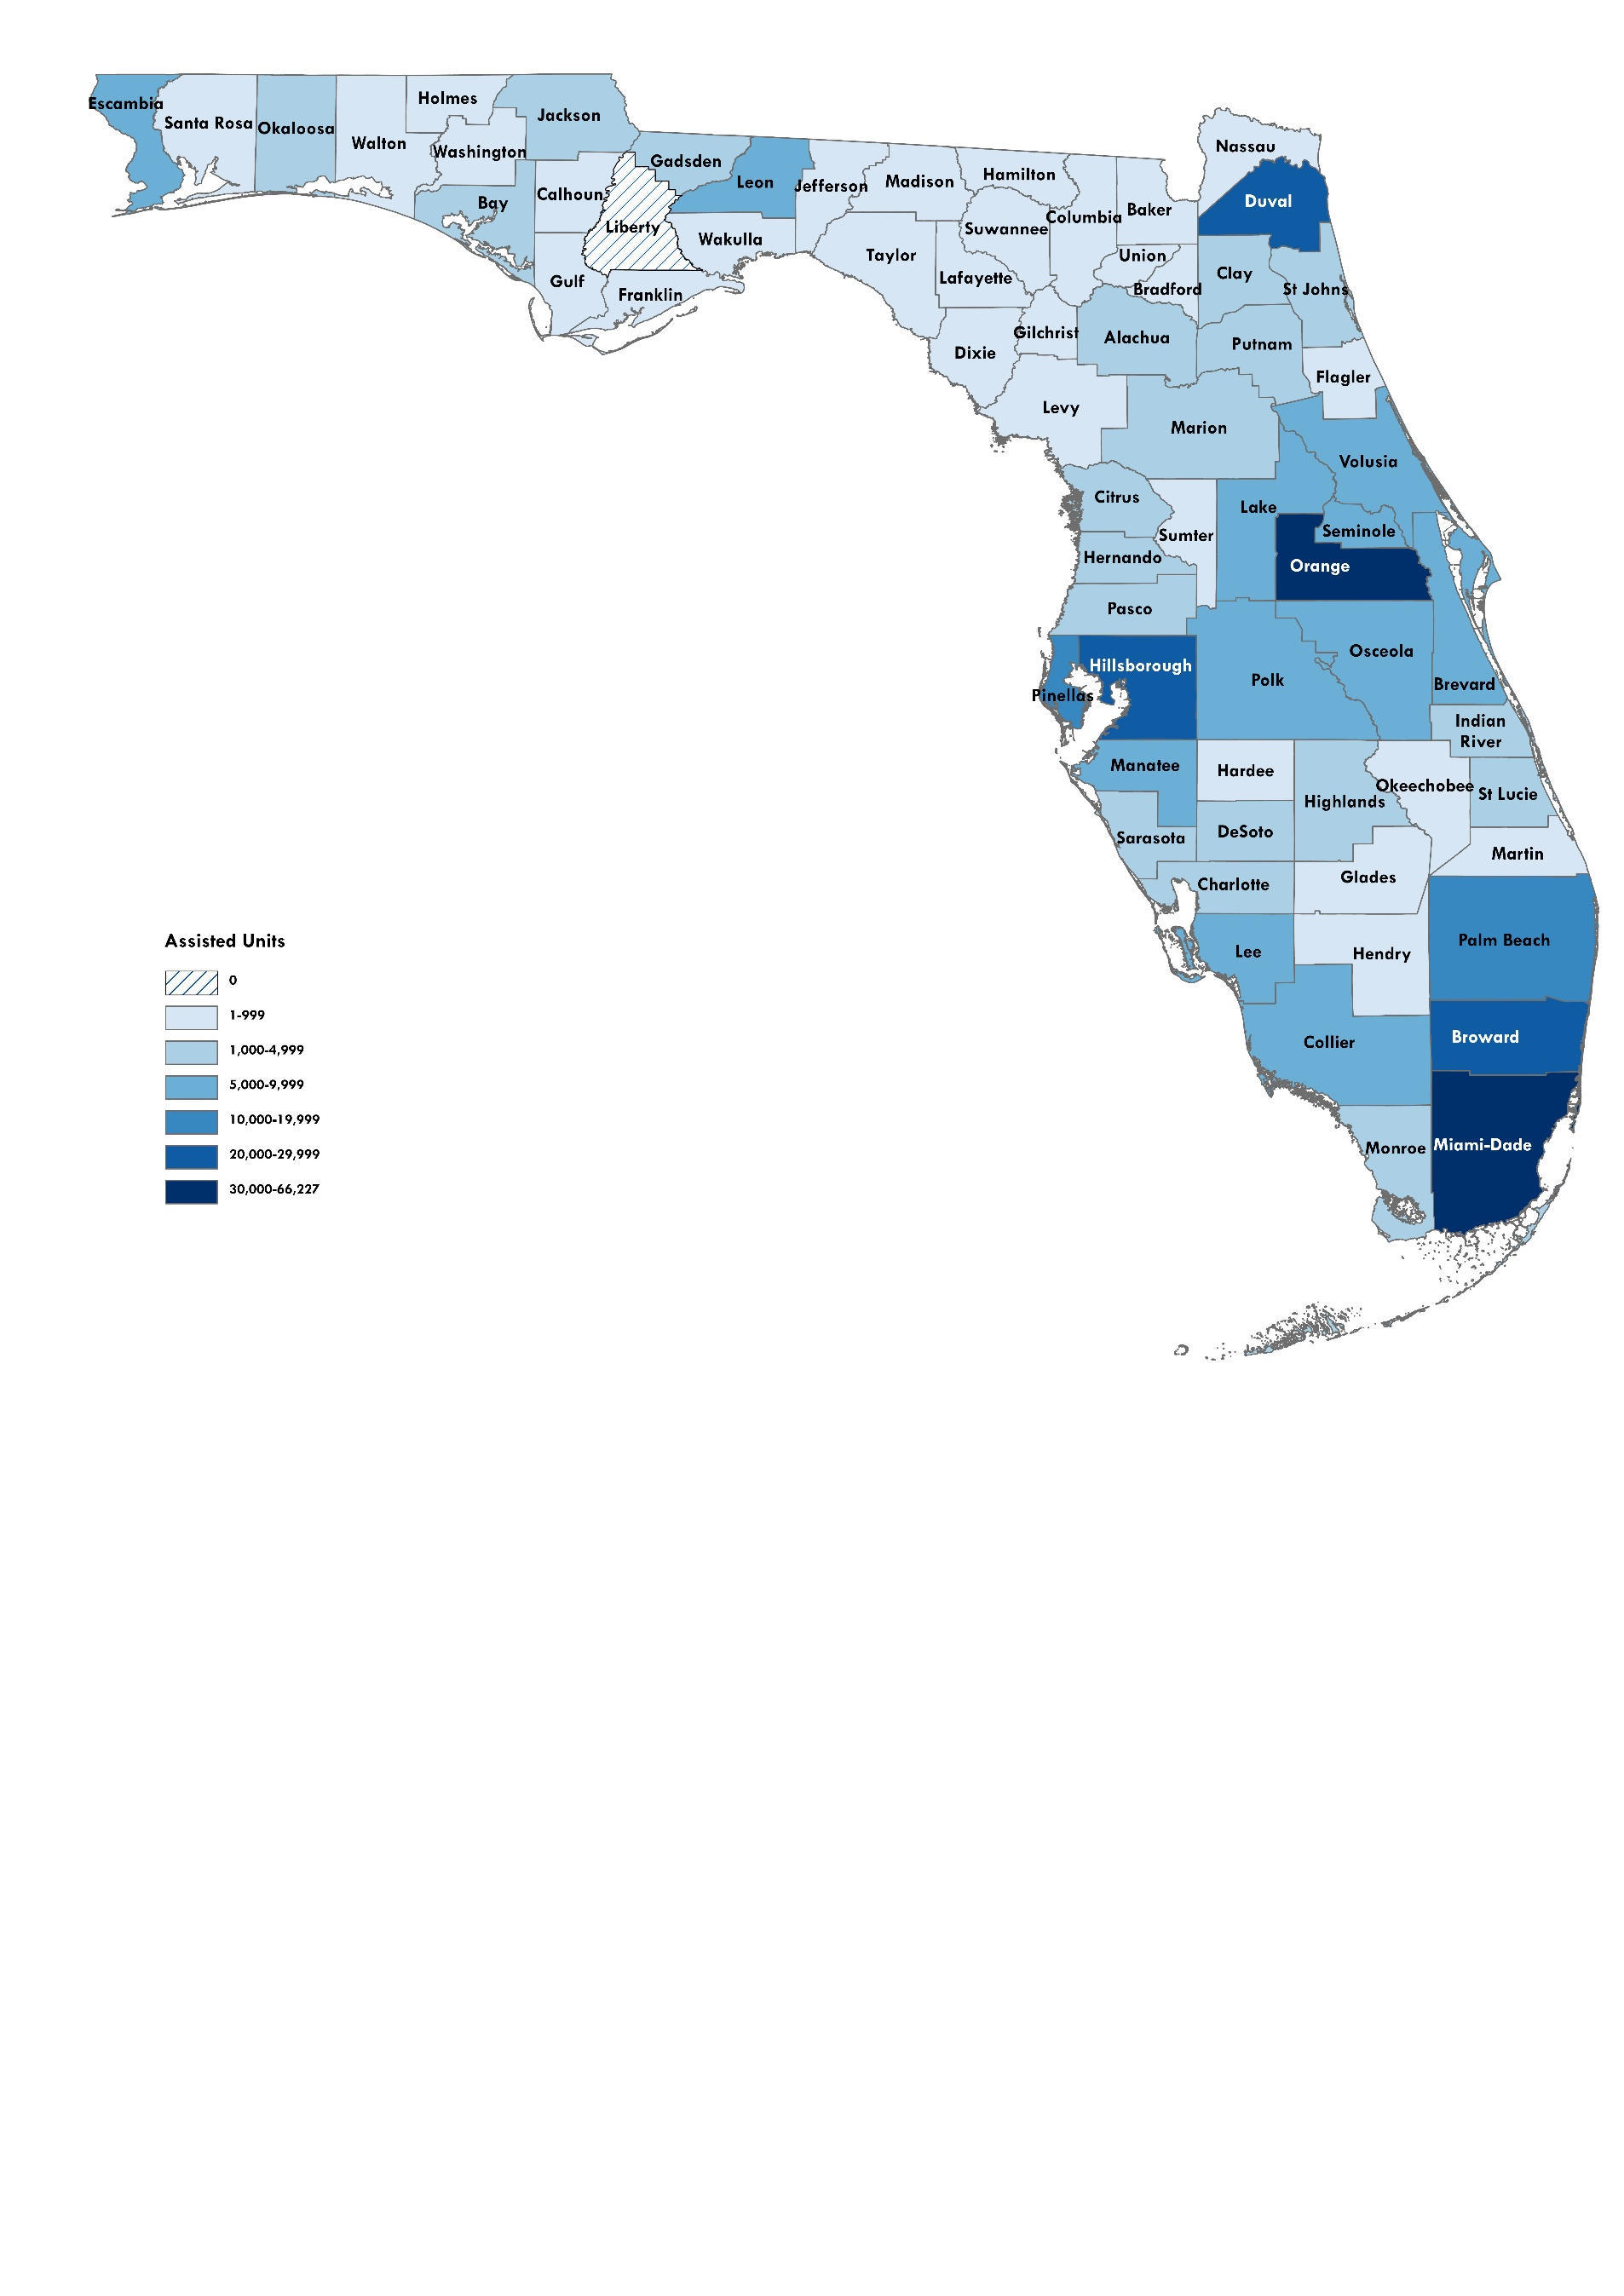 Escambia
Santa Rosa
Okaloosa
Walton
Holmes
Washington
Jackson
Bay
Calhoun
Gulf
Liberty
Gadsden
Leon
Wakulla
Franklin
Jefferson
Madison
Taylor
Hamilton
Suwannee
Lafayette
Columbia
Baker
Union
Bradford
Nassau
Duval
Clay
St Johns
Dixie
Gilchrist
Alachua
Putnam
Flagler
Levy
Marion
Volusia
Citrus
Sumter
Lake
Seminole
Hernando
Orange
Pasco
Pinellas
Hillsborough
Polk
Osceola
Brevard
Indian
River
Manatee
Hardee
Highlands
Okeechobee
St Lucie
Sarasota
DeSoto
Martin
Charlotte
Glades
Lee
Hendry
Palm Beach
Collier
Broward
Monroe
Miami-Dade
Assisted Units
0
1-999
1,000-4,999
5,000-9,999
10,000-19,999
20,000-29,999
30,000-66,227